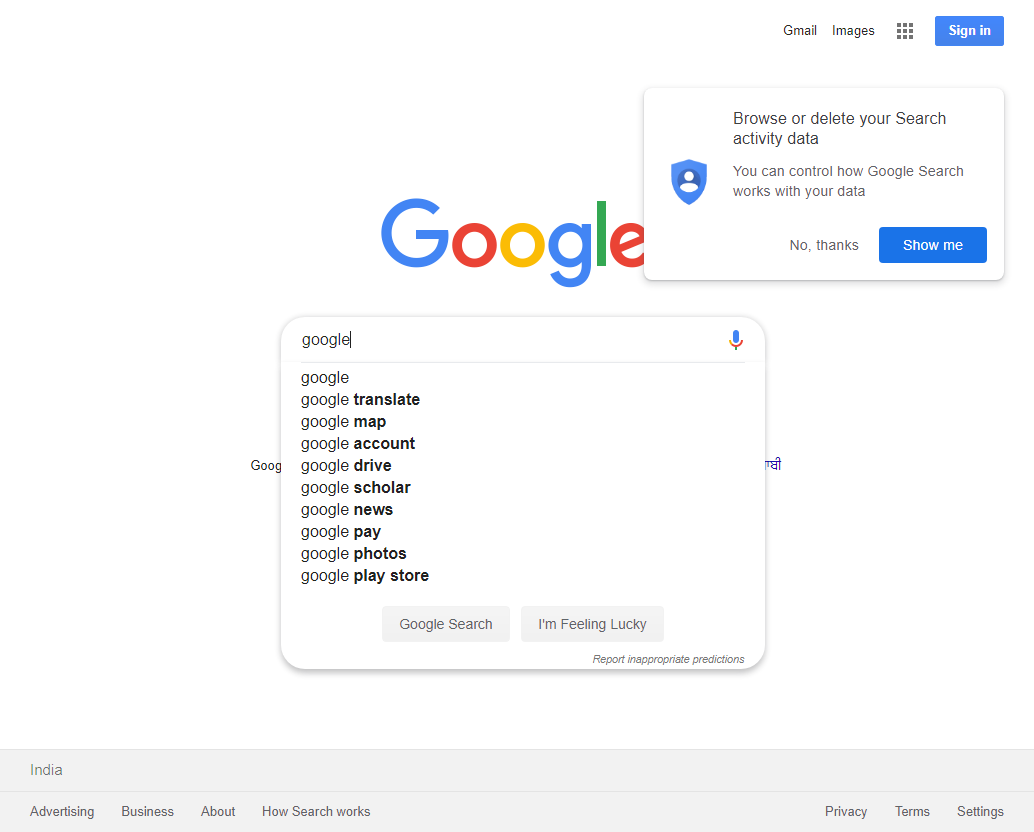 Gmail Images Sign in
Browse or delete your Search
activity data
You can control how Google Search
works with your data
No, thanks Show me
Google
google
google
google translate
google map
google account
google drive
google scholar
google news
google pay
google photos
google play store
Goog
Google Search I'm Feeling Lucky
Report inappropriate predictions
India
Advertising Business About How Search works Privacy Terms Settings